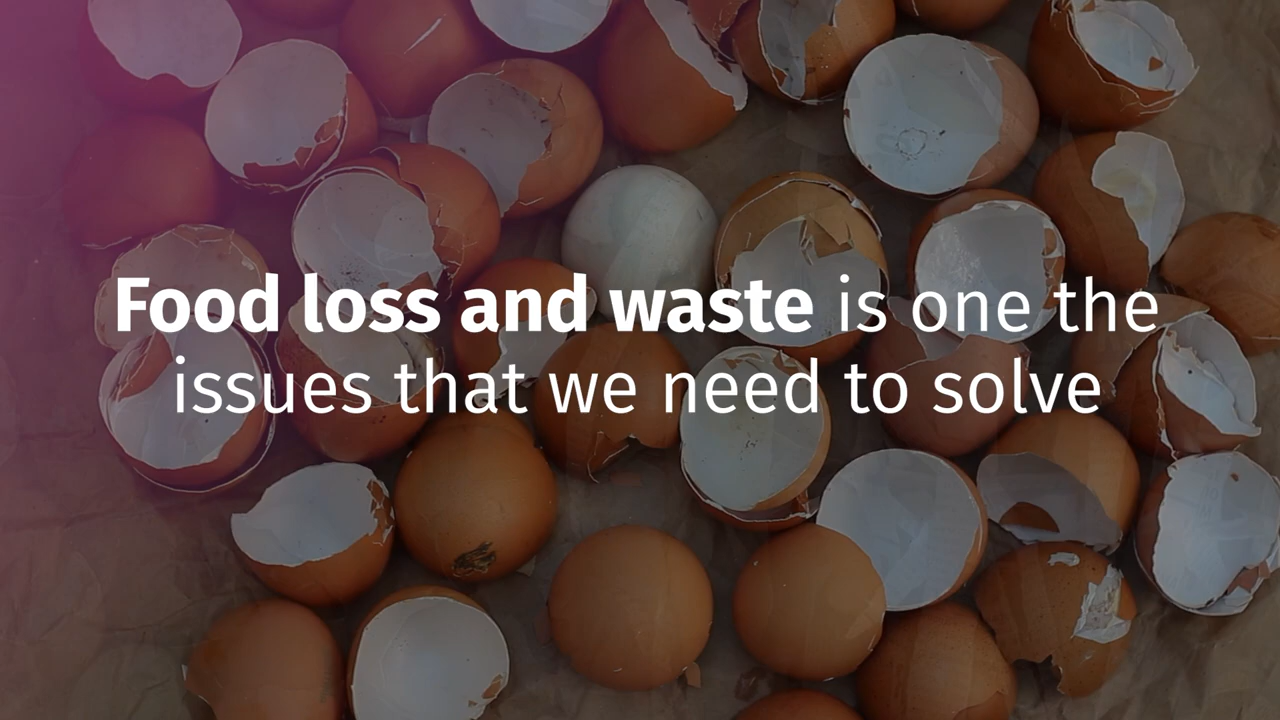 Food loss and waste is one the
issues that we need to solve